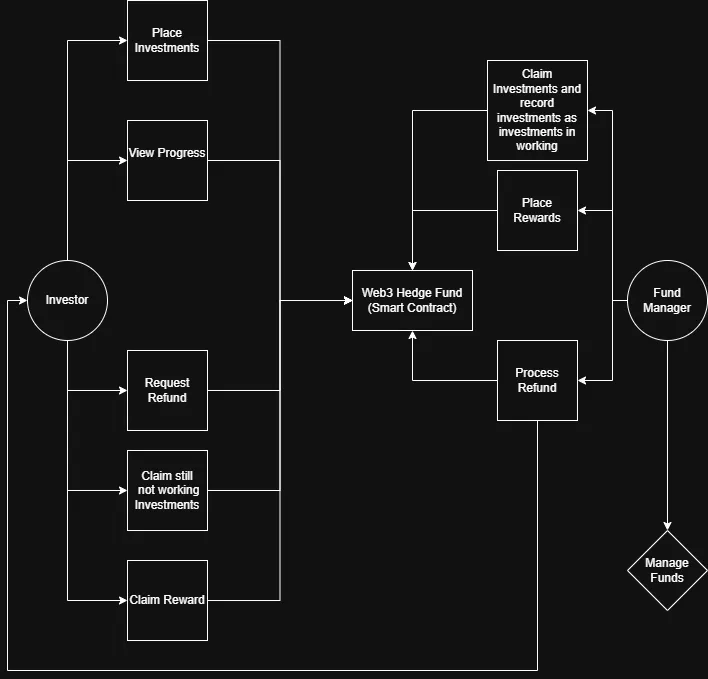 Place
Investments
View Progress
Investor
Request
Refund
Claim still
not working
Investments
Claim Reward
Web3 Hedge Fund
(Smart Contract)
Claim
Investments and
record
investments as
investments in
working
Place
Rewards
Process
Refund
Fund
Manager
Manage
Funds